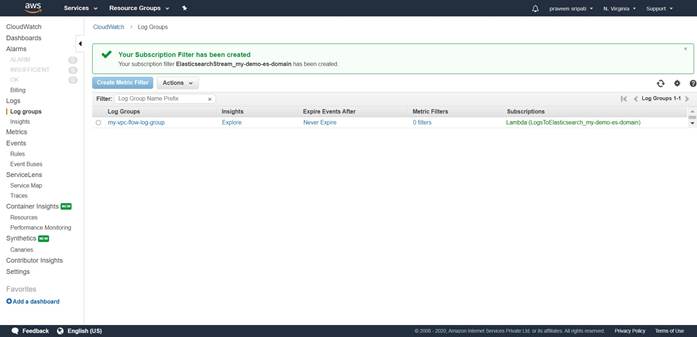 aws
Services
Resource Groups
praveen sripati
N. Virginia
Support
CloudWatch
Dashboards
Alarms
ALARM
INSUFFICIENT
OK
Billing
Logs
Log groups
Insights
Metrics
Events
Rules
Event Buses
ServiceLens
Service Map
Traces
Container Insights NEW
Resources
Performance Monitoring
Synthetics NEW
Canaries
Contributor Insights
Settings
Favorites
Add a dashboard
CloudWatch > Log Groups
Your Subscription Filter has been created
Your subscription filter ElasticsearchStream_my-demo-es-domain has been created.
Create Metric Filter
Actions
Filter: Log Group Name Prefix
Log Groups 1-1
Log Groups Insights Expire Events After Metric Filters Subscriptions
my-vpc-flow-log-group Explore Never Expire 0 filters Lambda (LogsToElasticsearch_my-demo-es-domain)
Feedback English (US)
© 2008 - 2020, Amazon Internet Services Private Ltd. or its affiliates. All rights reserved. Privacy Policy Terms of Use